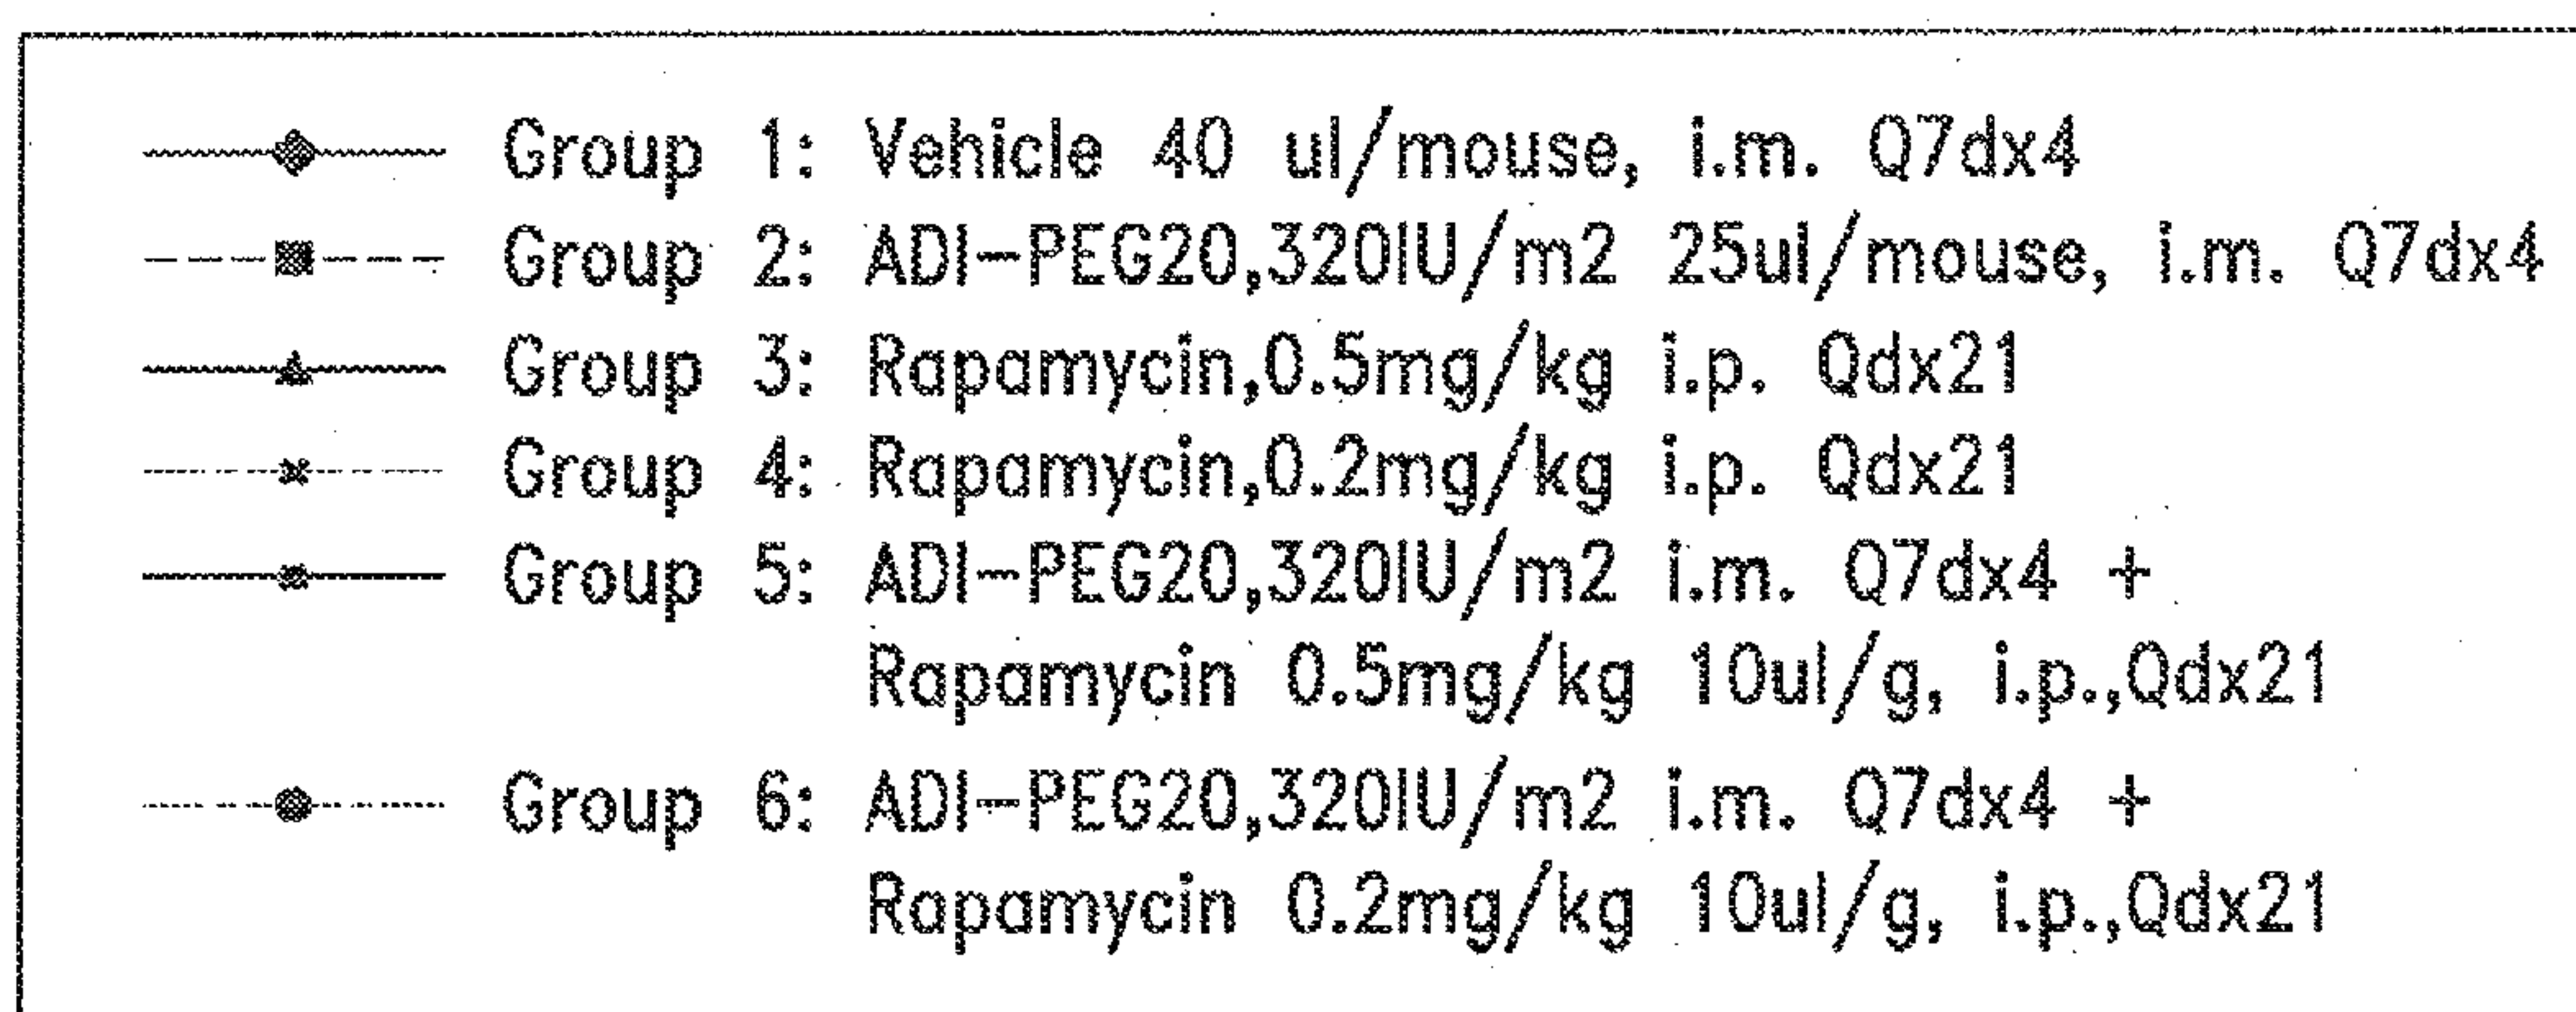 Group 1: Vehicle 40 ul/mouse, i.m. Q7dx4
Group 2: ADI-PEG20,320IU/m2 25ul/mouse, i.m. Q7dx4
Group 3: Rapamycin,0.5mg/kg i.p. Qdx21
Group 4: Rapamycin,0.2mg/kg i.p. Qdx21
Group 5: ADI-PEG20,320IU/m2 i.m. Q7dx4 +
Rapamycin 0.5mg/kg 10ul/g, i.p.,Qdx21
Group 6: ADI-PEG20,320IU/m2 i.m. Q7dx4 +
Rapamycin 0.2mg/kg 10ul/g, i.p.,Qdx21